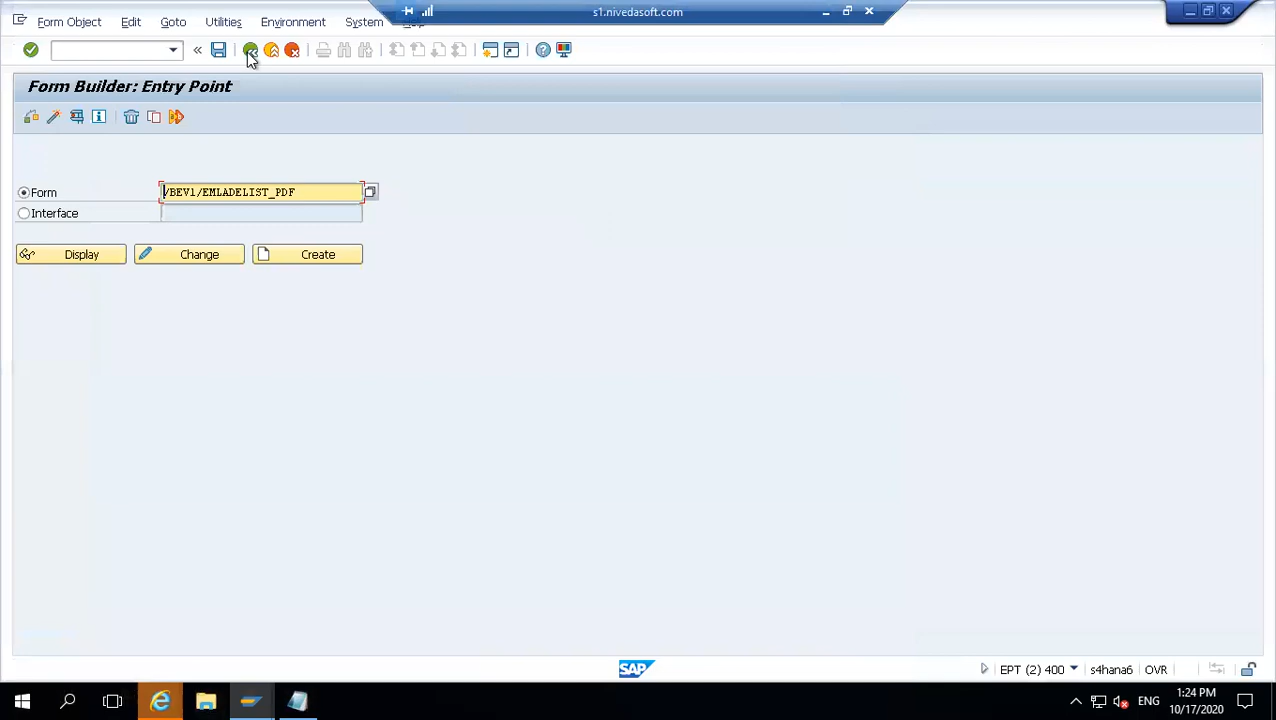 s1.nivedasoft.com
Form Object Edit Goto Utilities Environment System Help
Form Builder: Entry Point
Form /BEV1/EMLADELIST_PDF
Interface
Display Change Create
SAP
EPT (2) 400 s4hana6 OVR
ENG
1:24 PM
10/17/2020